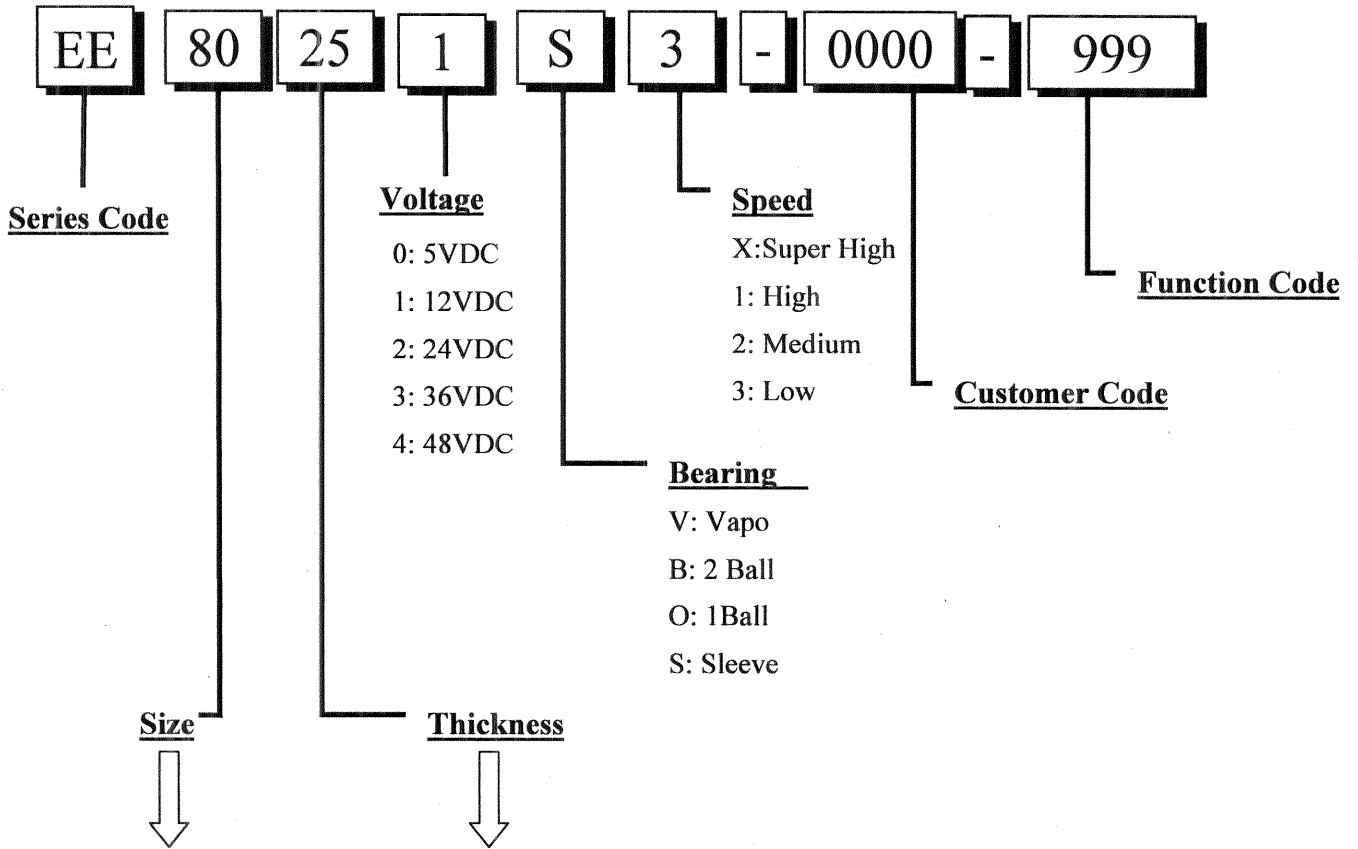 EE 80 25 1 S 3 - 0000 - 999
Series Code
Voltage
0: 5VDC
1: 12VDC
2: 24VDC
3: 36VDC
4: 48VDC
Speed
X:Super High
1: High
2: Medium
3: Low
Function Code
Customer Code
Bearing
V: Vapo
B: 2 Ball
O: 1Ball
S: Sleeve
Size
Thickness